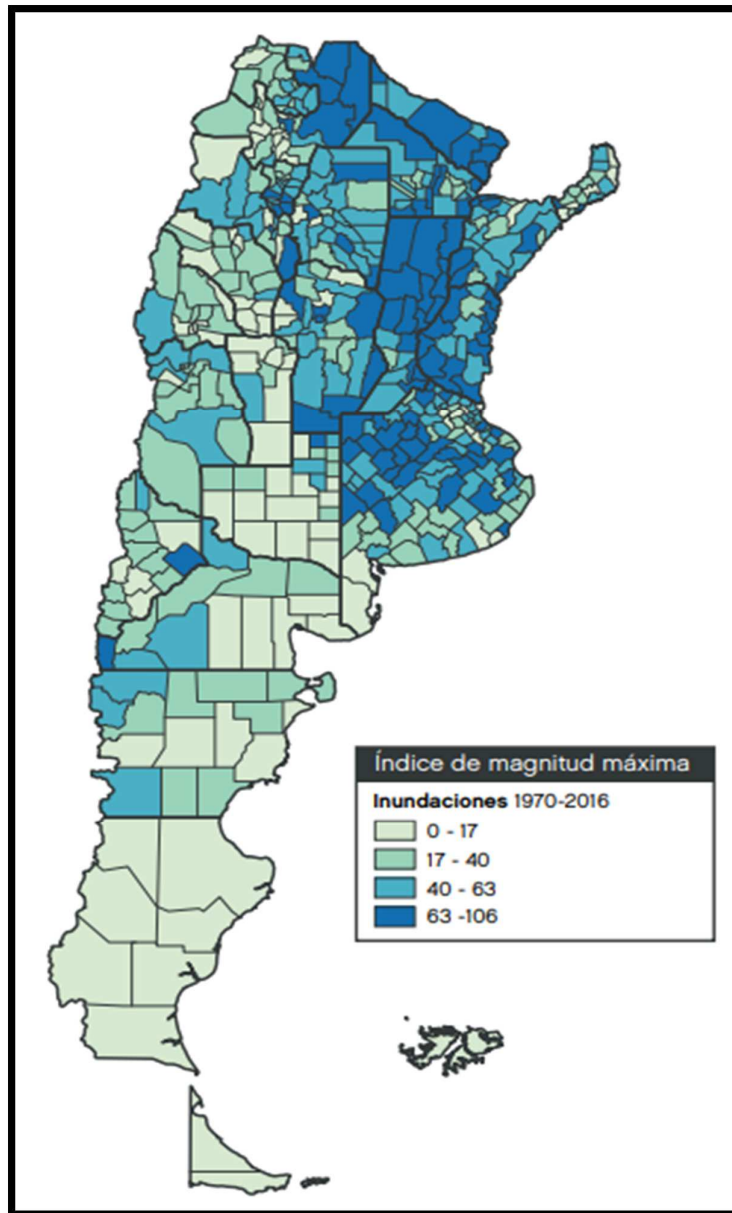 Índice de magnitud máxima
Inundaciones 1970-2016
0 - 17
17 - 40
40 - 63
63 -106